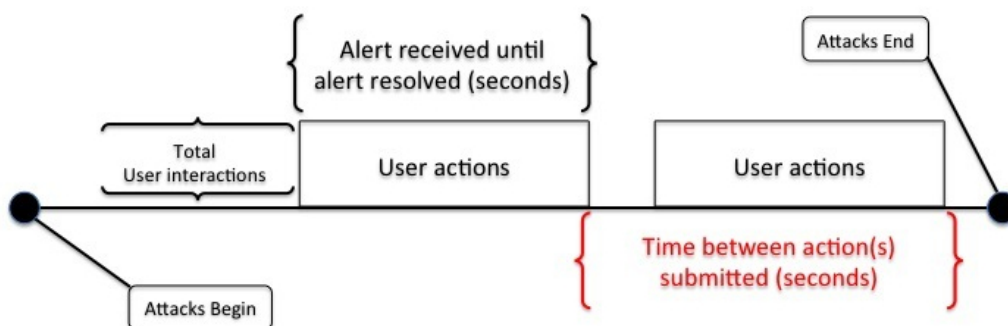 Alert received until
alert resolved (seconds)
Attacks End
Total
User interactions
User actions
User actions
Time between action(s)
submitted (seconds)
Attacks Begin